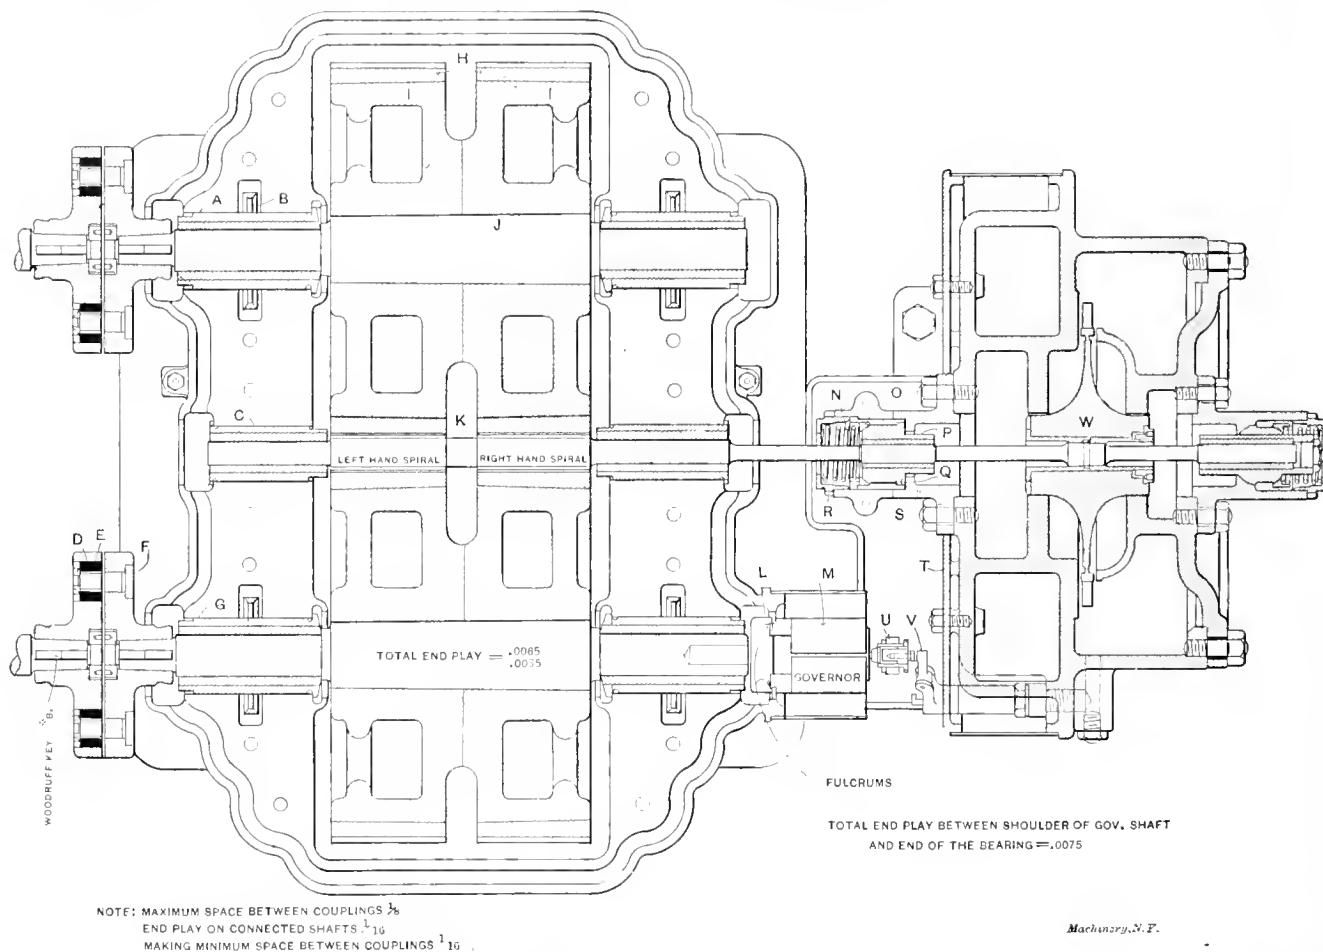 H
I
I
A
B
J
N
O
C
K
P
W
LEFT HAND SPIRAL
RIGHT HAND SPIRAL
Q
R
S
D
E
F
T
L
M
G
U
V
TOTAL END PLAY = .0085
.0035
GOVERNOR
WOODRUFF KEY #8.
FULCRUMS
TOTAL END PLAY BETWEEN SHOULDER OF GOV. SHAFT
AND END OF THE BEARING = .0075
NOTE: MAXIMUM SPACE BETWEEN COUPLINGS 1/8
END PLAY ON CONNECTED SHAFTS. 1/16
MAKING MINIMUM SPACE BETWEEN COUPLINGS 1/16
Machinery, N.Y.